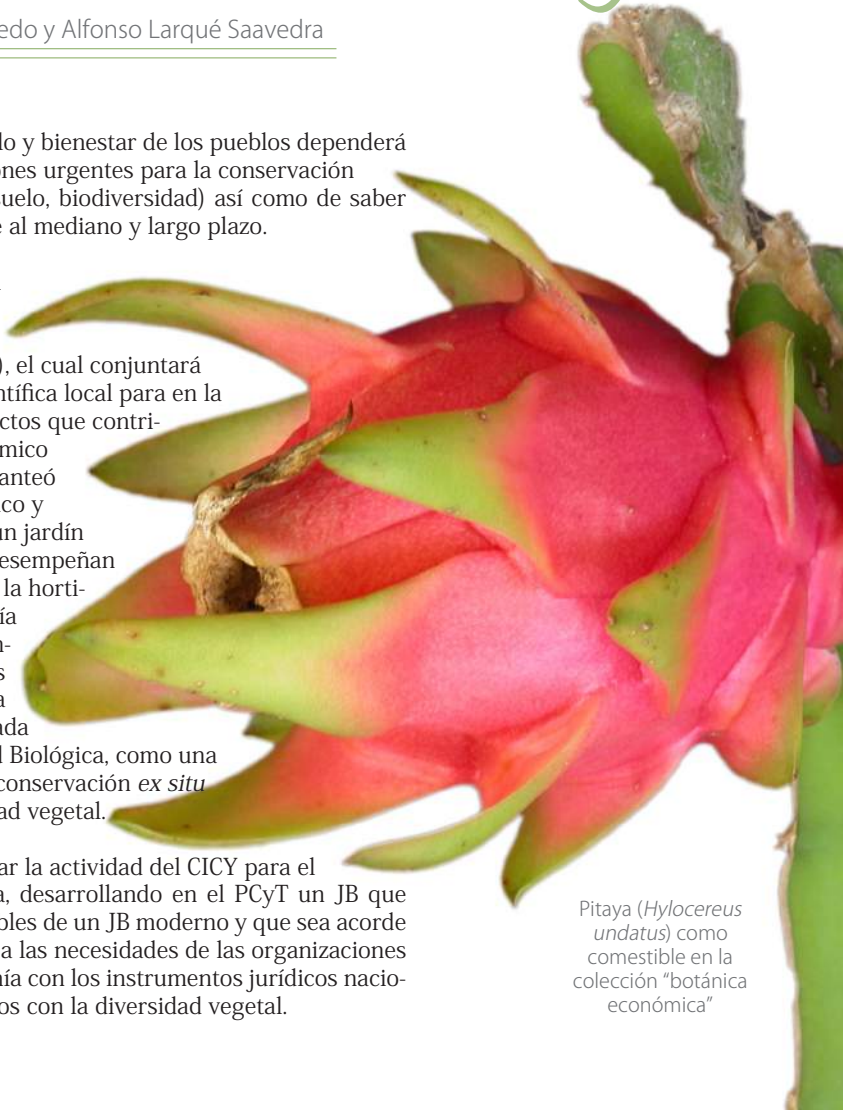 edo y Alfonso Larqué Saavedra
lo y bienestar de los pueblos dependerá
ones urgentes para la conservación
uelo, biodiversidad) así como de saber
e al mediano y largo plazo.
), el cual conjuntará
ntífica local para en la
ctos que contri-
mico
anteó
co y
un jardín
esempeñan
la horti-
ía
n-
s
a
ada
d Biológica, como una
conservación ex situ
ad vegetal.
ar la actividad del CICY para el
a, desarrollando en el PCyT un JB que
bles de un JB moderno y que sea acorde
a las necesidades de las organizaciones
nía con los instrumentos jurídicos nacio-
os con la diversidad vegetal.
Pitaya (Hylocereus
undatus) como
comestible en la
colección “botánica
económica”